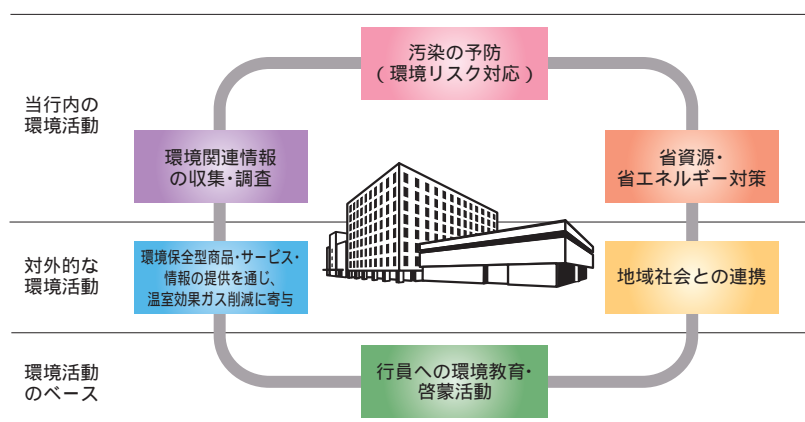 汚染の予防
(環境リスク対応)
当行内の
環境活動
環境関連情報
の収集・調査
省資源・
省エネルギー対策
対外的な
環境活動
環境保全型商品・サービス・
情報の提供を通じ、
温室効果ガス削減に寄与
地域社会との連携
環境活動
のベース
行員への環境教育・
啓蒙活動